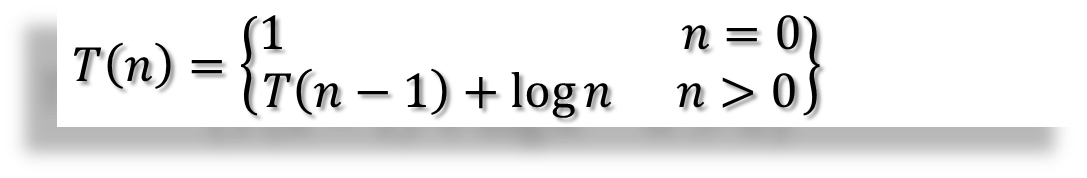 T(n) = {1 n = 0}
{T(n − 1) + log n n > 0}